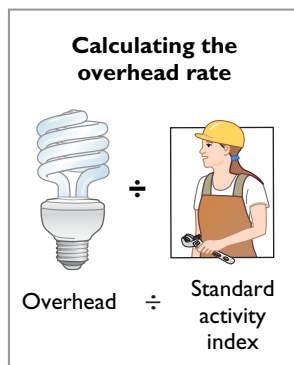 Calculating the
overhead rate
÷
Overhead ÷ Standard
activity
index